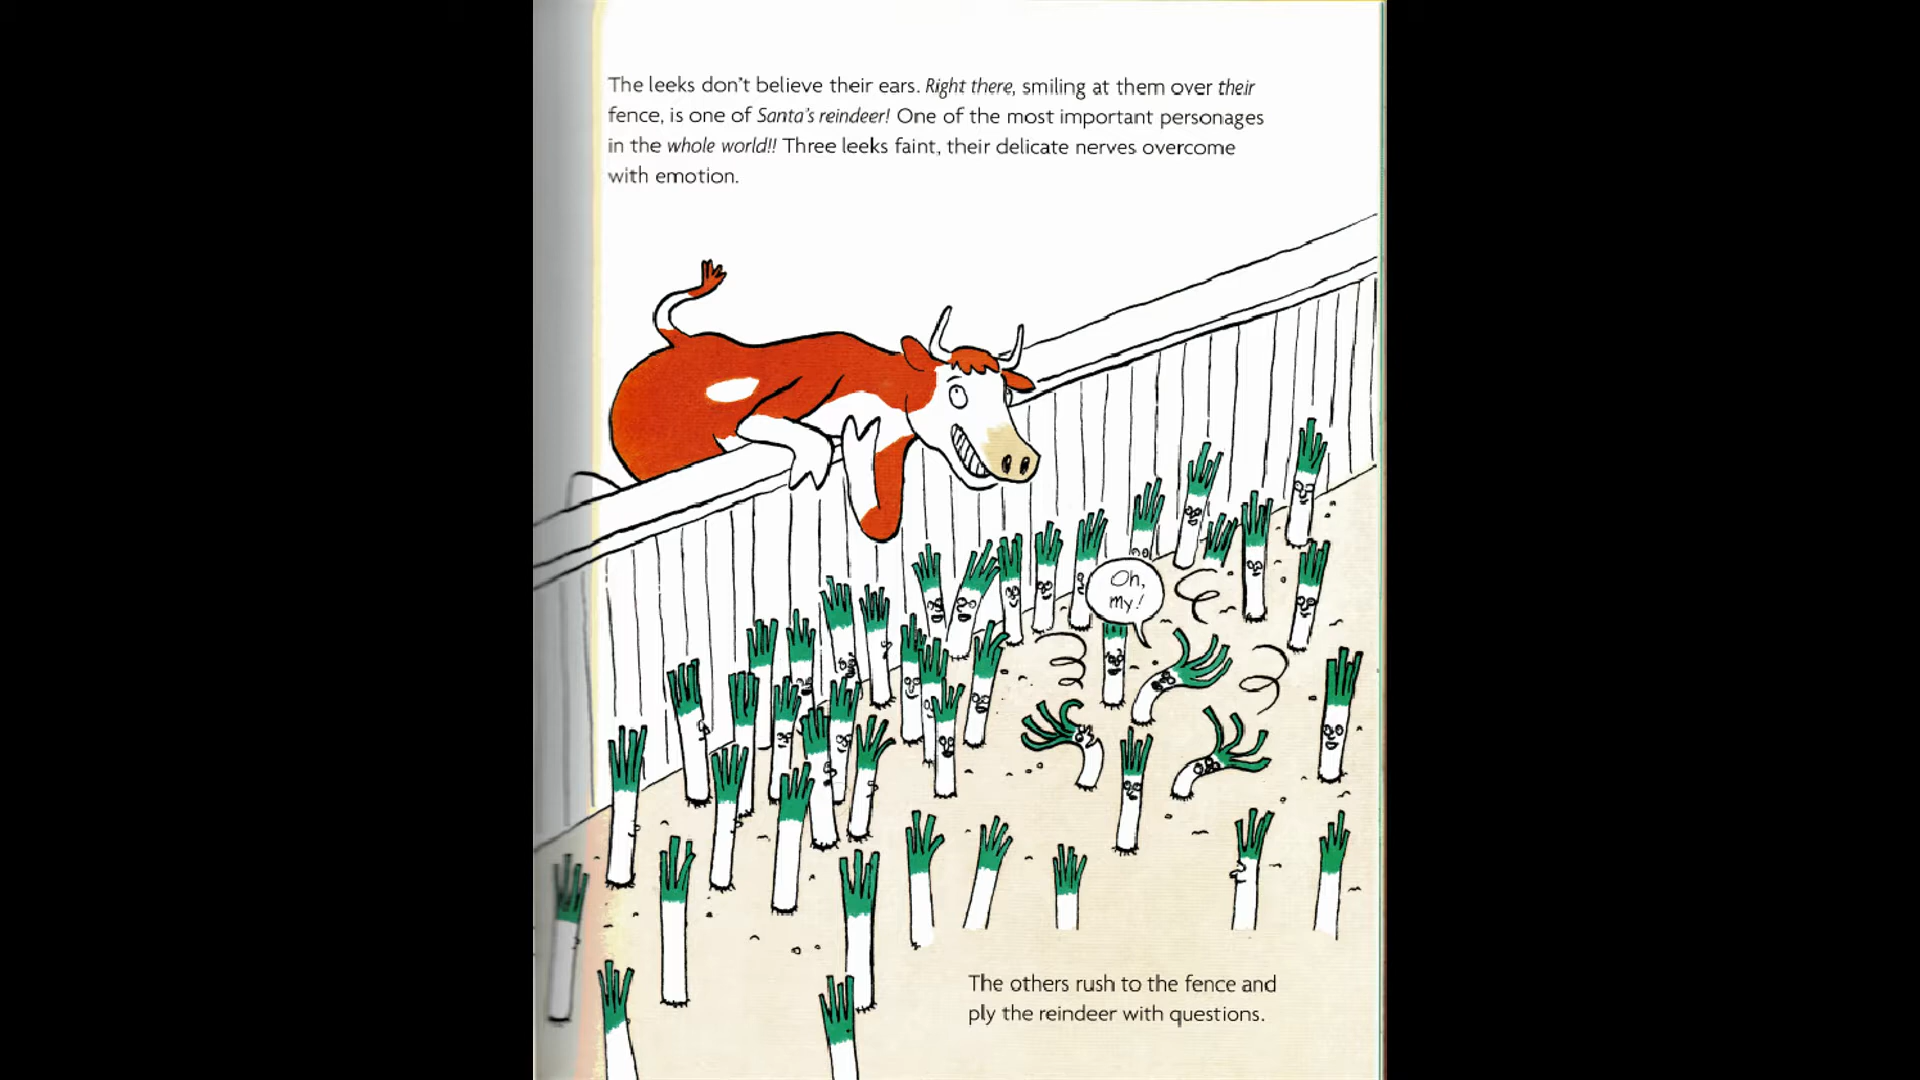 The leeks don't believe their ears. Right there, smiling at them over their
fence, is one of Santa's reindeer! One of the most important personages
in the whole world!! Three leeks faint, their delicate nerves overcome
with emotion.
Oh,
my!
The others rush to the fence and
ply the reindeer with questions.